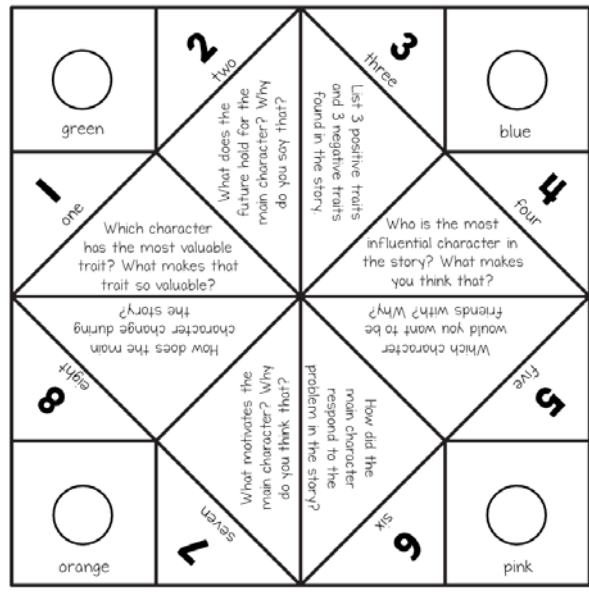 green
2
two
3
three
blue
1
one
What does the
future hold for the
main character? Why
do you say that?
List 3 positive traits
and 3 negative traits
found in the story.
4
four
Which character
has the most valuable
trait? What makes that
trait so valuable?
Who is the most
influential character in
the story? What makes
you think that?
How does the main
character change during
the story?
Which character
would you want to be
friends with? Why?
8
eight
What motivates the
main character? Why
do you think that?
How did the
main character
respond to the
problem in the story?
5
five
orange
7
seven
6
six
pink